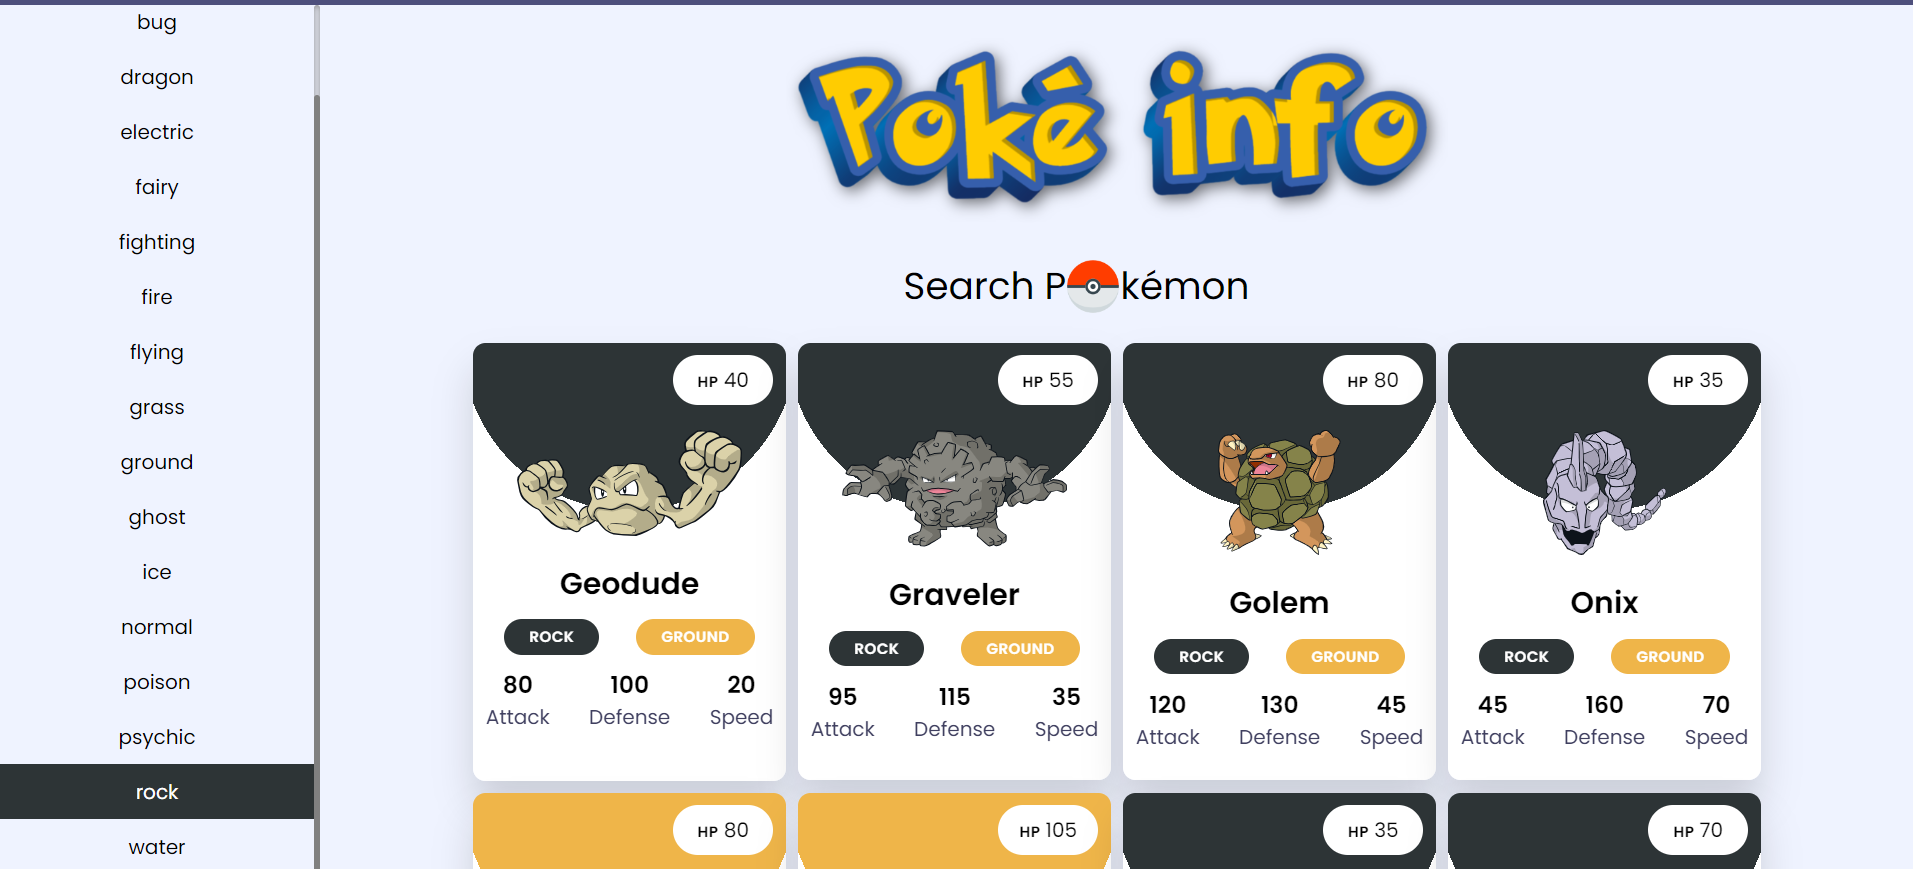 bug
dragon
electric
fairy
fighting
fire
flying
grass
ground
ghost
ice
normal
poison
psychic
rock
water
Poké info
Search Pokémon
HP 40
Geodude
ROCK GROUND
80 100 20
Attack Defense Speed
HP 55
Graveler
ROCK GROUND
95 115 35
Attack Defense Speed
HP 80
Golem
ROCK GROUND
120 130 45
Attack Defense Speed
HP 35
Onix
ROCK GROUND
45 160 70
Attack Defense Speed
HP 80
HP 105
HP 35
HP 70